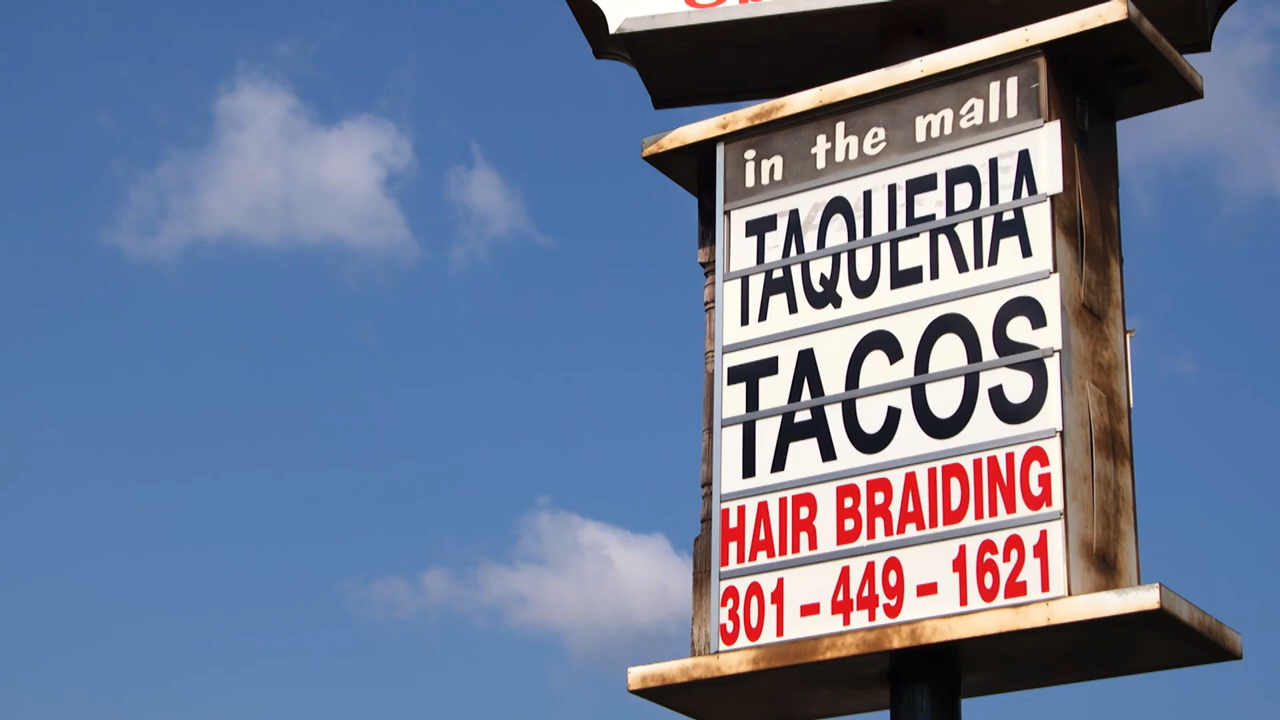 in the mall
TAQUERIA
TACOS
HAIR BRAIDING
301-449-1621